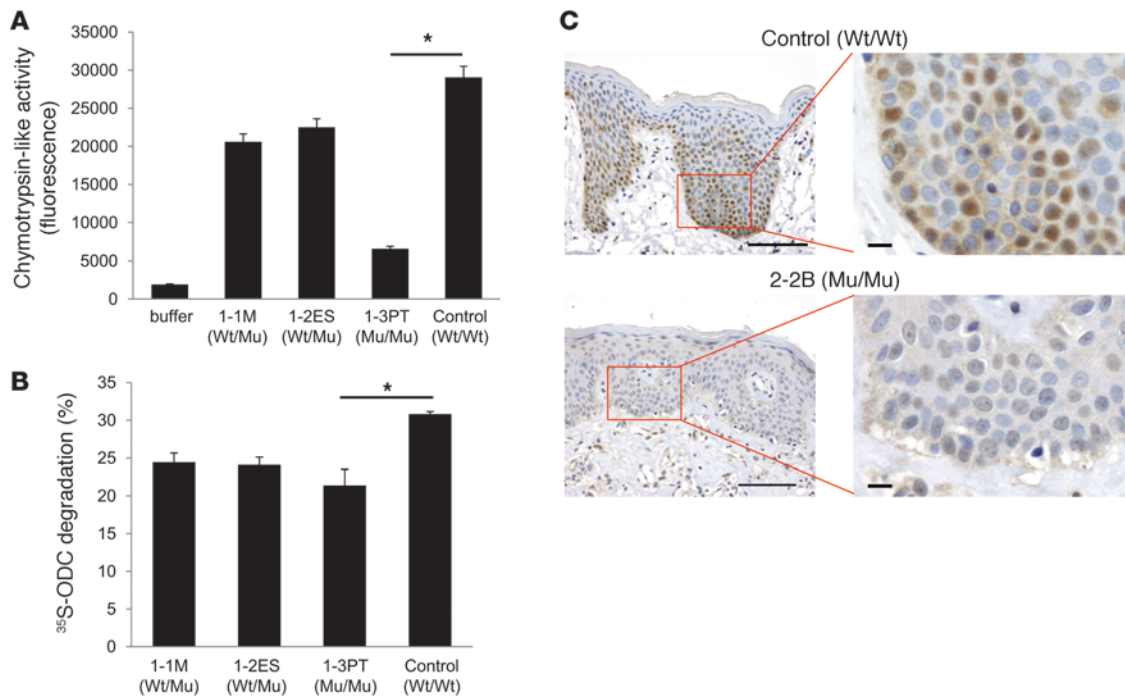 A
Chymotrypsin-like activity
(fluorescence)
35000
30000
25000
20000
15000
10000
5000
0
*
buffer
1-1M
(Wt/Mu)
1-2ES
(Wt/Mu)
1-3PT
(Mu/Mu)
Control
(Wt/Wt)
B
³⁵S-ODC degradation (%)
35
30
25
20
15
10
5
0
*
1-1M
(Wt/Mu)
1-2ES
(Wt/Mu)
1-3PT
(Mu/Mu)
Control
(Wt/Wt)
C
Control (Wt/Wt)
2-2B (Mu/Mu)